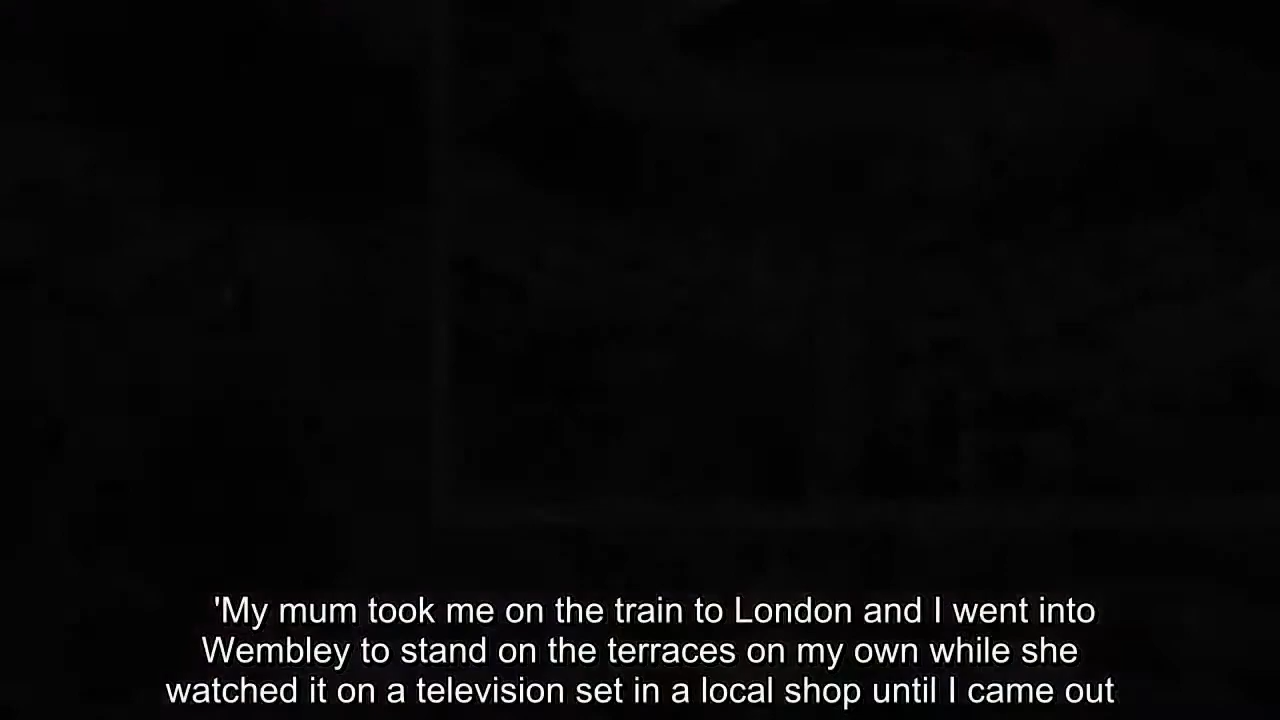 'My mum took me on the train to London and I went into
Wembley to stand on the terraces on my own while she
watched it on a television set in a local shop until I came out